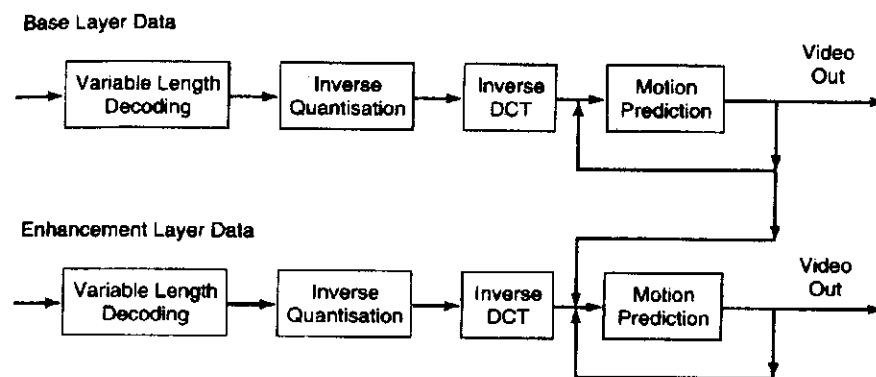 Base Layer Data
Variable Length
Decoding
Inverse
Quantisation
Inverse
DCT
Motion
Prediction
Video
Out
Enhancement Layer Data
Variable Length
Decoding
Inverse
Quantisation
Inverse
DCT
Motion
Prediction
Video
Out